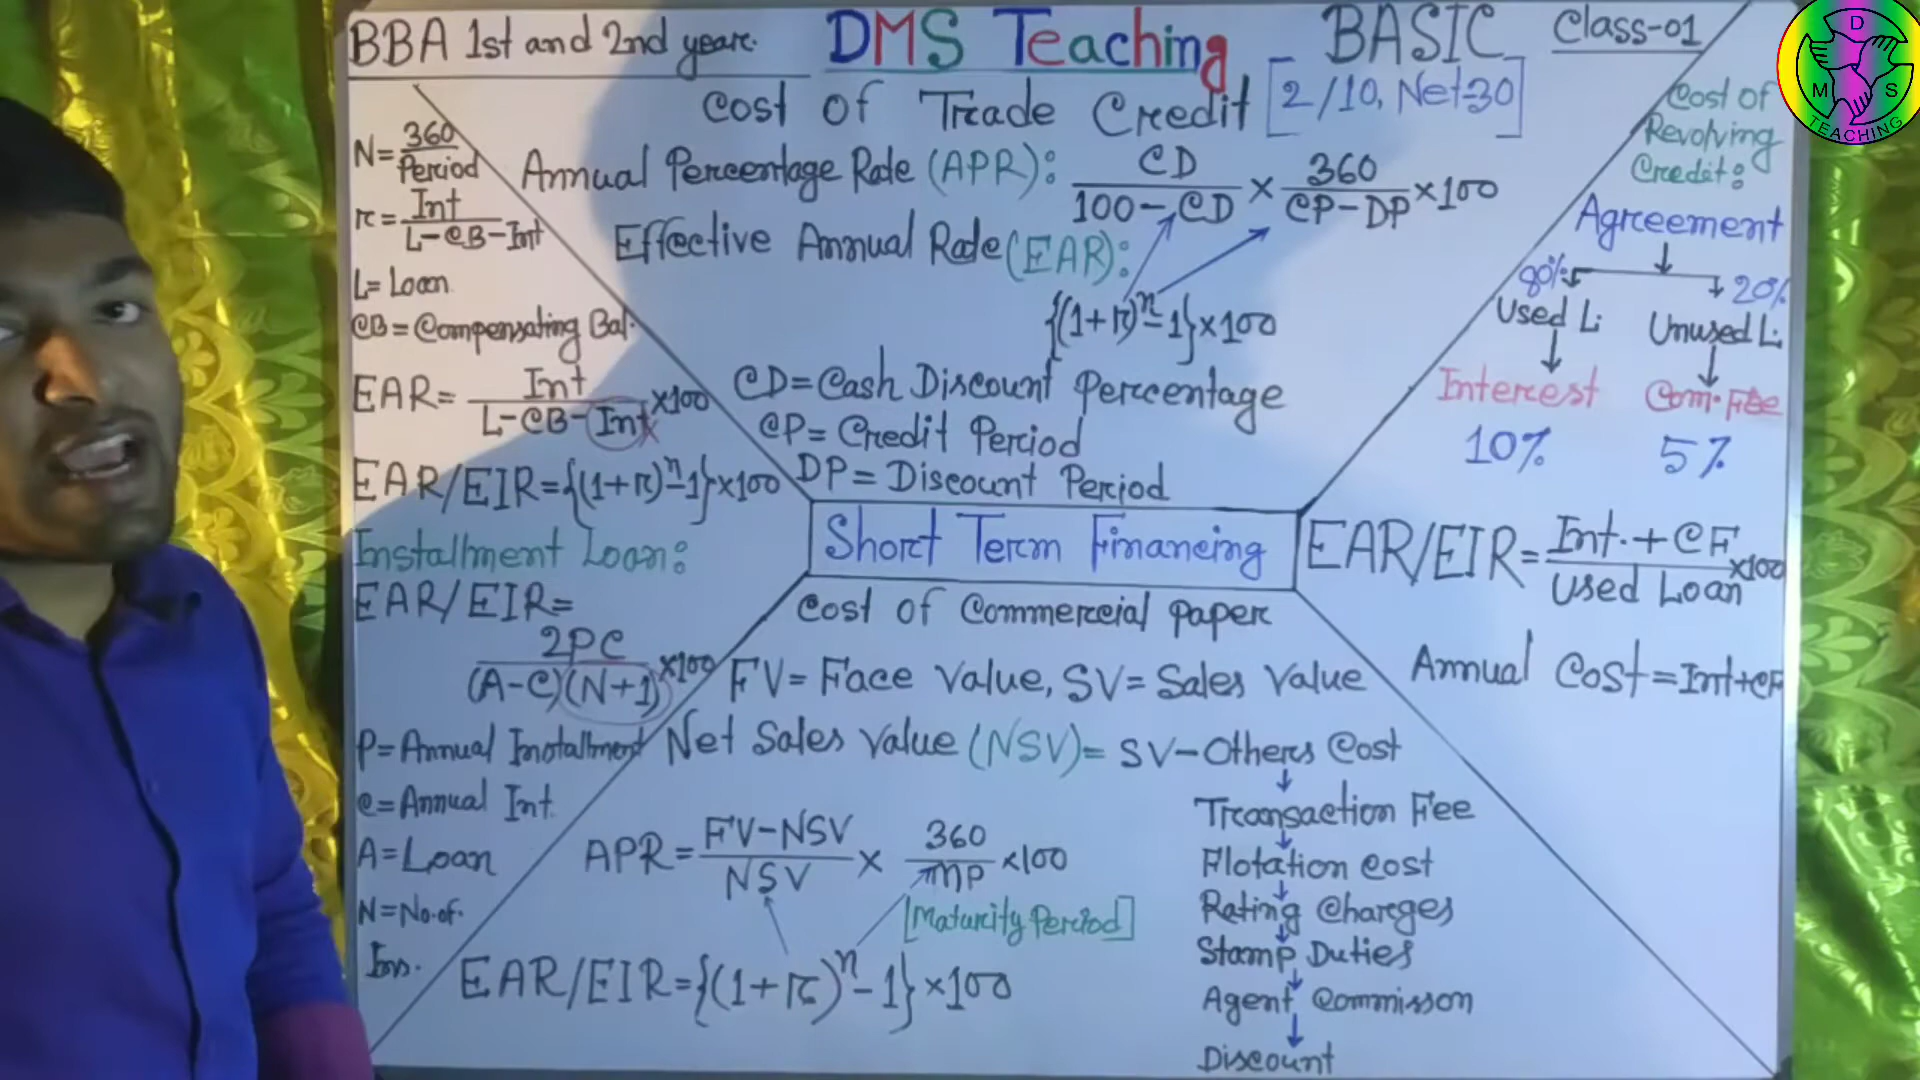 BBA 1st and 2nd year.
DMS Teaching
BASIC
Class-01
D
M S
TEACHING
Cost of Trade Credit [2/10, Net-30]
Annual Percentage Rate (APR): CD / 100-CD × 360 / CP-DP ×100
Effective Annual Rate (EAR):
{(1+r)^n-1}×100
CD=Cash Discount Percentage
CP=Credit Period
DP=Discount Period
N=360/Period
r=Int / L-CB-Int
L=Loan
CB=Compensating Bal.
EAR= Int / L-CB-Int ×100
EAR/EIR={(1+r)^n-1}×100
Installment Loan:
EAR/EIR=
2PC / (A-C)(N+1) ×100
P=Annual Installment
C=Annual Int.
A=Loan
N=No.of.
Ins.
Short Term Financing
Cost of
Revolving
Credit:
Agreement
80% 20%
Used L. Unused L.
Interest Com.Fee
10% 5%
EAR/EIR= Int.+CF / Used Loan ×100
Annual Cost=Int+CF
Cost of Commercial paper
FV=Face Value, SV=Sales Value
Net Sales Value (NSV)= SV-Others Cost
Transaction Fee
Flotation Cost
Rating Charges
Stamp Duties
Agent Commisson
Discount
APR= FV-NSV / NSV × 360 / MP ×100
[Maturity Period]
EAR/EIR={(1+r)^n-1}×100